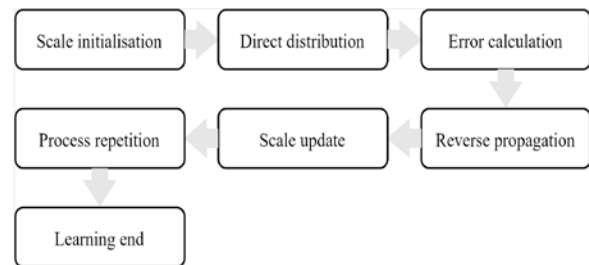 Scale initialisation
Direct distribution
Error calculation
Reverse propagation
Scale update
Process repetition
Learning end